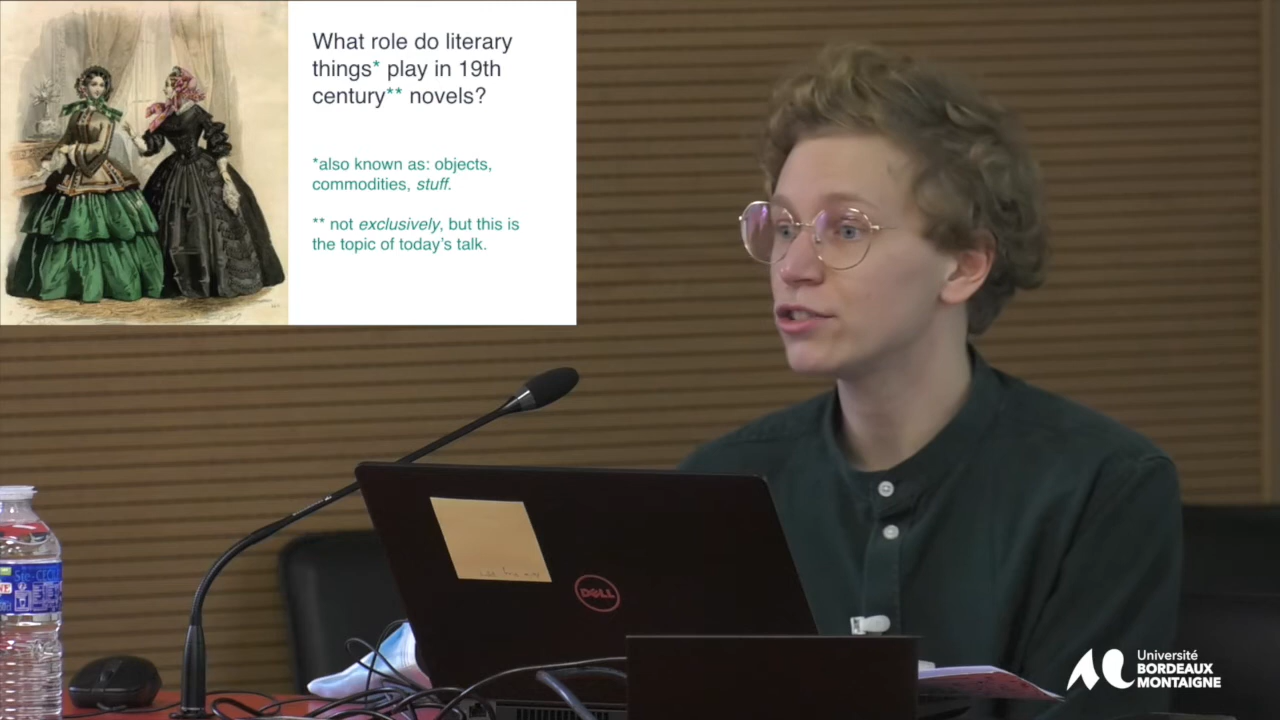 What role do literary
things* play in 19th
century** novels?
*also known as: objects,
commodities, stuff.
** not exclusively, but this is
the topic of today's talk.
DELL
Université
BORDEAUX
MONTAIGNE